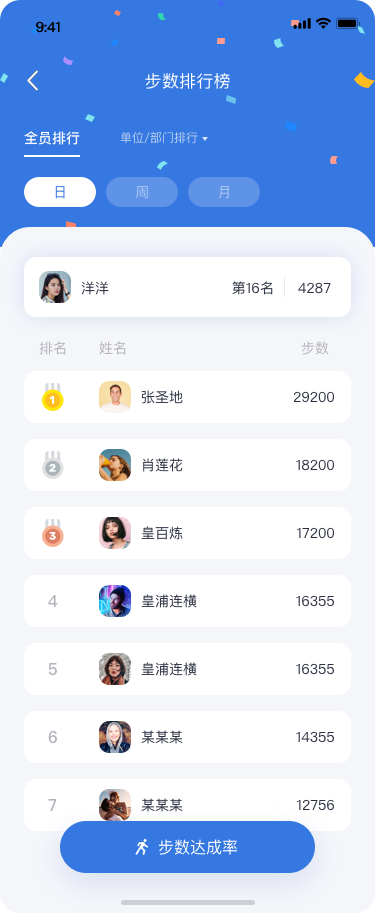 9:41
步数排行榜
全员排行 单位/部门排行
日 周 月
洋洋 第16名 4287
排名 姓名 步数
1 张圣地 29200
2 肖莲花 18200
3 皇百炼 17200
4 皇浦连横 16355
5 皇浦连横 16355
6 某某某 14355
7 某某某 12756
步数达成率